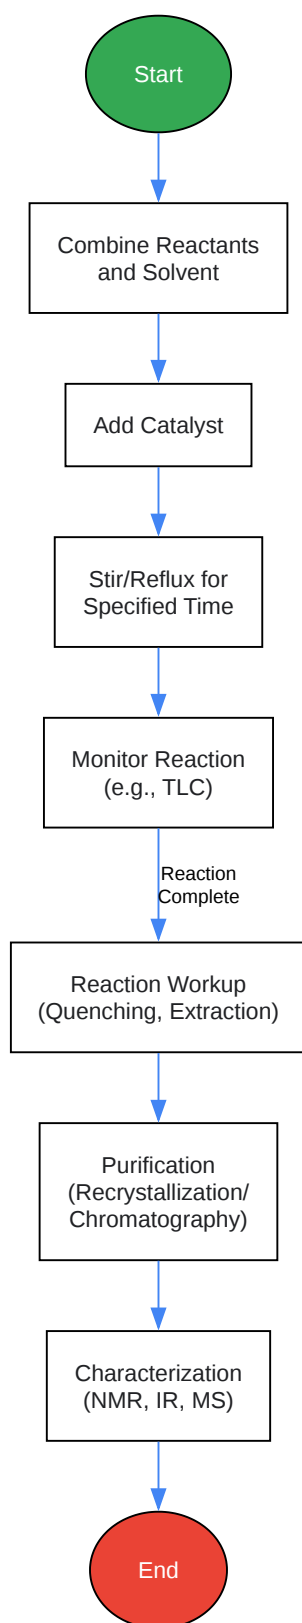 Start
Combine Reactants
and Solvent
Add Catalyst
Stir/Reflux for
Specified Time
Monitor Reaction
(e.g., TLC)
Reaction
Complete
Reaction Workup
(Quenching, Extraction)
Purification
(Recrystallization/
Chromatography)
Characterization
(NMR, IR, MS)
End